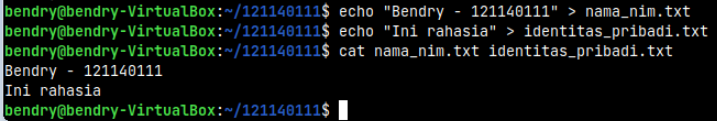 bendry@bendry-VirtualBox:~/121140111$ echo "Bendry - 121140111" > nama_nim.txt
bendry@bendry-VirtualBox:~/121140111$ echo "Ini rahasia" > identitas_pribadi.txt
bendry@bendry-VirtualBox:~/121140111$ cat nama_nim.txt identitas_pribadi.txt
Bendry - 121140111
Ini rahasia
bendry@bendry-VirtualBox:~/121140111$